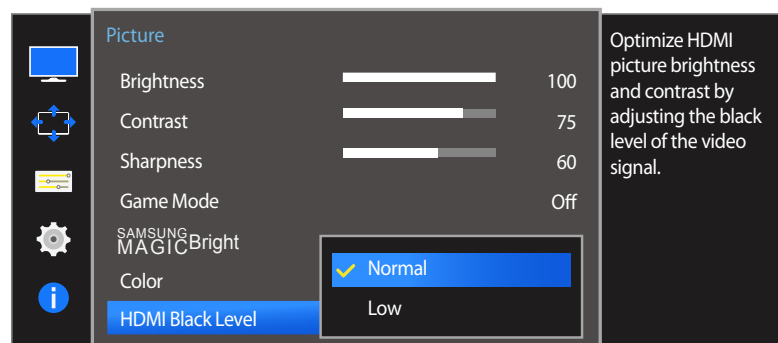 Picture
Brightness 100
Contrast 75
Sharpness 60
Game Mode Off
SAMSUNG
MAGICBright
Color
HDMI Black Level
Normal
Low
Optimize HDMI
picture brightness
and contrast by
adjusting the black
level of the video
signal.